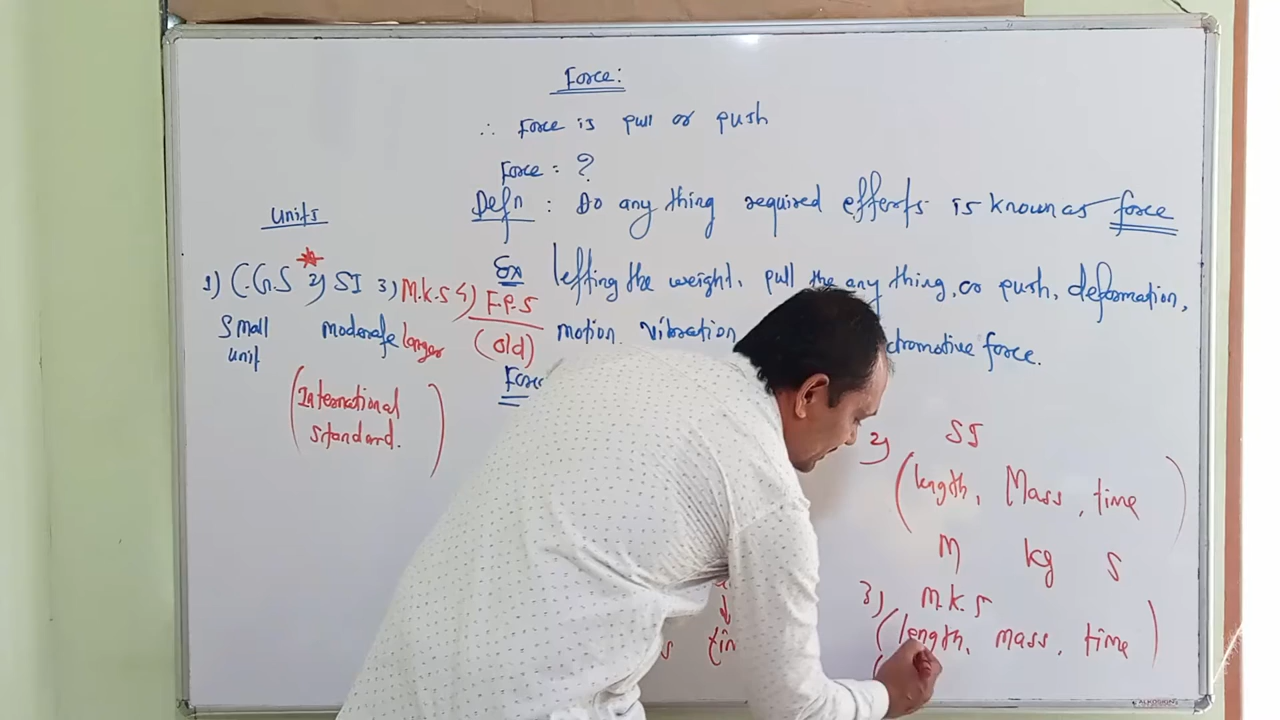 Force:
∴ Force is pull or push
Force = ?
Units
Defn : Do any thing required efforts is known as force
1) C.G.S 2) SI 3) M.K.S 4) F.P.S
Ex lefting the weight, pull the any thing, or push, deformation,
Small unit
moderate
larger
(old)
motion, vibration
force.
(International
Standard.)
2) SI
(length, Mass, time)
m kg s
3) M.K.S
(length, mass, time)